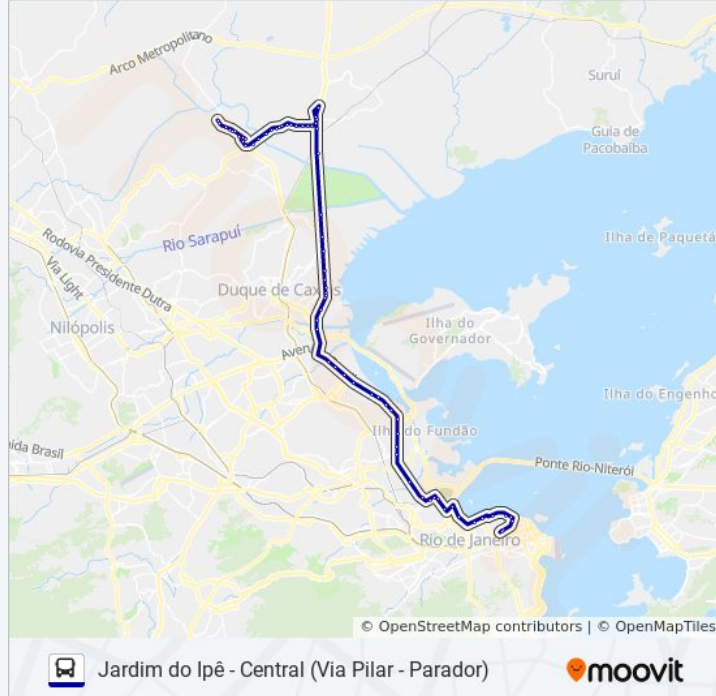 Arco Metropolitano
Suruí
Guia de
Pacobaíba
Rio Sarapuí
Ilha de Paquetá
Rodovia Presidente Dutra
Via Light
Duque de Caxias
Nilópolis
Ilha do
Governador
Aven
Ilha do Engenho
Ilha do Fundão
nida Brasil
Ponte Rio-Niterói
Rio de Janeiro
© OpenStreetMap contributors | © OpenMapTiles
Jardim do Ipê - Central (Via Pilar - Parador)
moovit